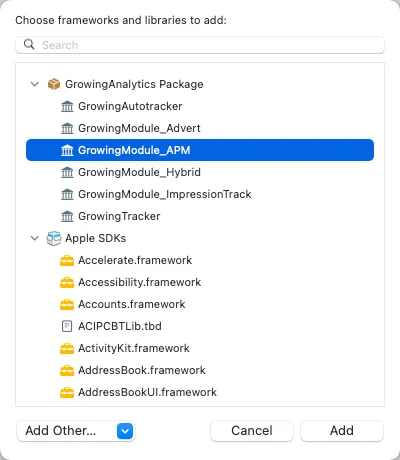 Choose frameworks and libraries to add:
Search
GrowingAnalytics Package
GrowingAutotracker
GrowingModule_Advert
GrowingModule_APM
GrowingModule_Hybrid
GrowingModule_ImpressionTrack
GrowingTracker
Apple SDKs
Accelerate.framework
Accessibility.framework
Accounts.framework
ACIPCBTLib.tbd
ActivityKit.framework
AddressBook.framework
AddressBookUI.framework
Add Other... Cancel Add